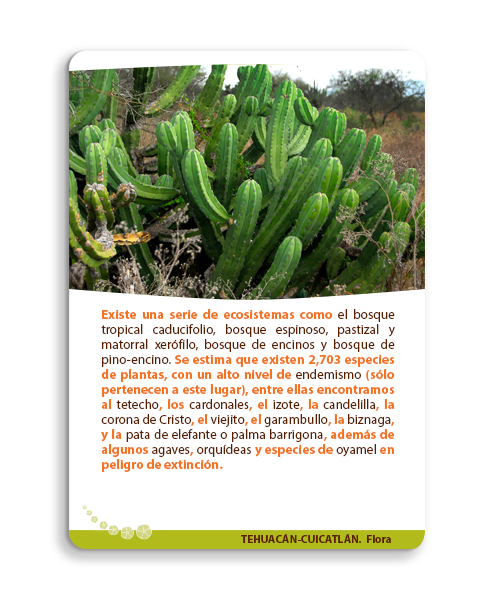 Existe una serie de ecosistemas como el bosque
tropical caducifolio, bosque espinoso, pastizal y
matorral xerófilo, bosque de encinos y bosque de
pino-encino. Se estima que existen 2,703 especies
de plantas, con un alto nivel de endemismo (sólo
pertenecen a este lugar), entre ellas encontramos
al tetecho, los cardonales, el izote, la candelilla, la
corona de Cristo, el viejito, el garambullo, la biznaga,
y la pata de elefante o palma barrigona, además de
algunos agaves, orquídeas y especies de oyamel en
peligro de extinción.
TEHUACÁN-CUICATLÁN. Flora